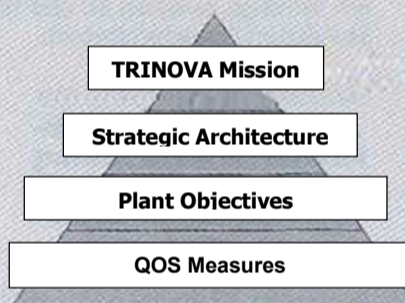 TRINOVA Mission
Strategic Architecture
Plant Objectives
QOS Measures